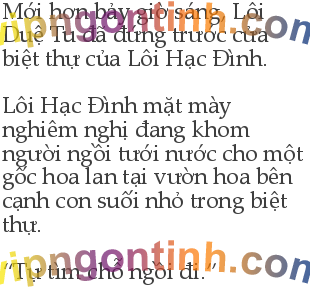 Mới hơn bảy giờ sáng, Lôi
Duệ Tư đã đứng trước cửa
biệt thự của Lôi Hạc Đình.
Lôi Hạc Đình mặt mày
nghiêm nghị đang khom
người ngồi tưới nước cho một
gốc hoa lan tại vườn hoa bên
cạnh con suối nhỏ trong biệt
thự.
“Tự tìm chỗ ngồi đi.“
vipngontinh.com
vipngontinh.com